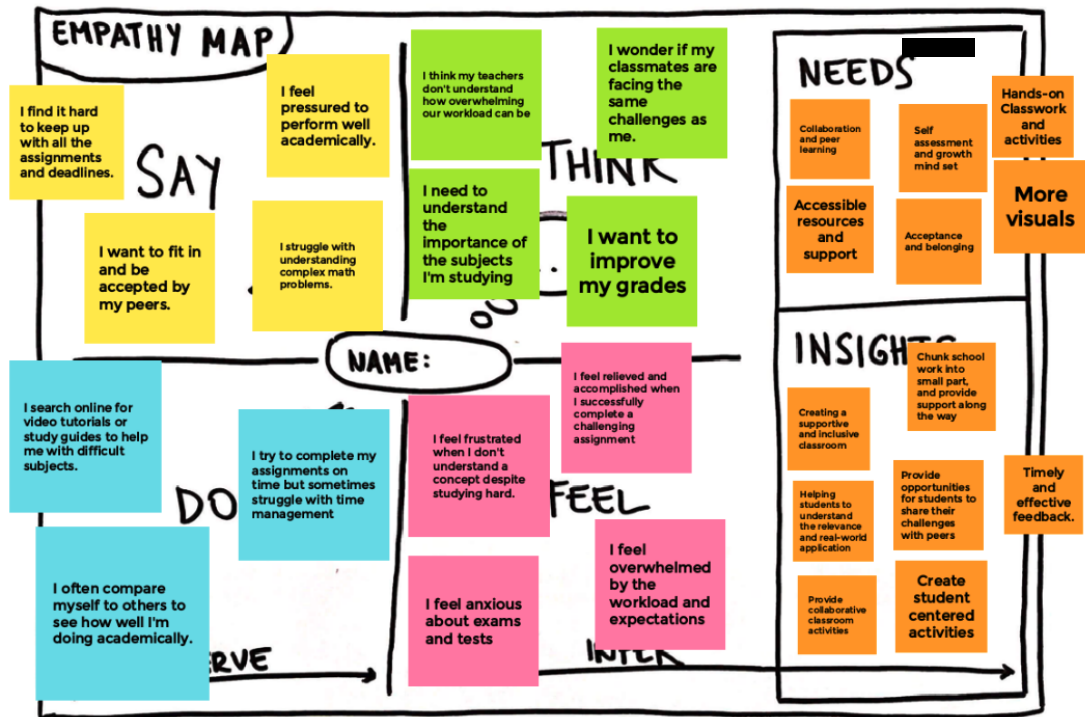 EMPATHY MAP
SAY
I find it hard
to keep up
with all the
assignments
and deadlines.
I feel
pressured to
perform well
academically.
I want to fit in
and be
accepted by
my peers.
I struggle with
understanding
complex math
problems.
THINK
I think my teachers
don't understand
how overwhelming
our workload can be
I wonder if my
classmates are
facing the
same
challenges as
me.
I need to
understand
the
importance of
the subjects
I'm studying
I want to
improve
my grades
NAME:
DO
I search online for
video tutorials or
study guides to help
me with difficult
subjects.
I try to complete my
assignments on
time but sometimes
struggle with time
management
I often compare
myself to others to
see how well I'm
doing academically.
FEEL
I feel relieved and
accomplished when
I successfully
complete a
challenging
assignment
I feel frustrated
when I don't
understand a
concept despite
studying hard.
I feel anxious
about exams
and tests
I feel
overwhelmed
by the
workload and
expectations
NEEDS
Collaboration
and peer
learning
Self
assessment
and growth
mind set
Hands-on
Classwork
and
activities
Accessible
resources
and
support
Acceptance
and belonging
More
visuals
INSIGHTS
Chunk school
work into
small part,
and provide
support along
the way
Creating a
supportive
and inclusive
classroom
Helping
students to
understand
the relevance
and real-world
application
Provide
opportunities
for students to
share their
challenges
with peers
Timely
and
effective
feedback.
Provide
collaborative
classroom
activities
Create
student
centered
activities